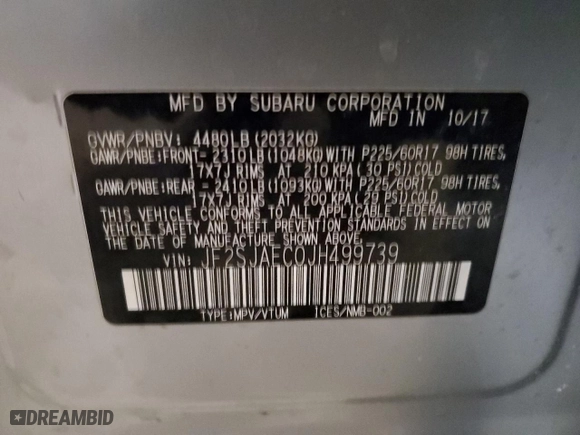 MFD BY SUBARU CORPORATION
MFD IN 10/17
GVWR/PNBV: 4480LB(2032KG)
GAWR/PNBE:FRONT- 2310LB(1048KG)WITH P225/60R17 98H TIRES,
17X7J RIMS AT 210 KPA(30 PSI)COLD
GAWR/PNBE:REAR - 2410LB(1093KG)WITH P225/60R17 98H TIRES,
17X7J RIMS AT 200 KPA(29 PSI)COLD
THIS VEHICLE CONFORMS TO ALL APPLICABLE FEDERAL MOTOR
VEHICLE SAFETY AND BUMPER STANDARDS IN EFFECT ON
THE DATE OF MANUFACTURE SHOWN ABOVE.
VIN: JF2SJAEC0JH499739
TYPE:MPV/VTUM ICES/NMB-002
DREAMBID